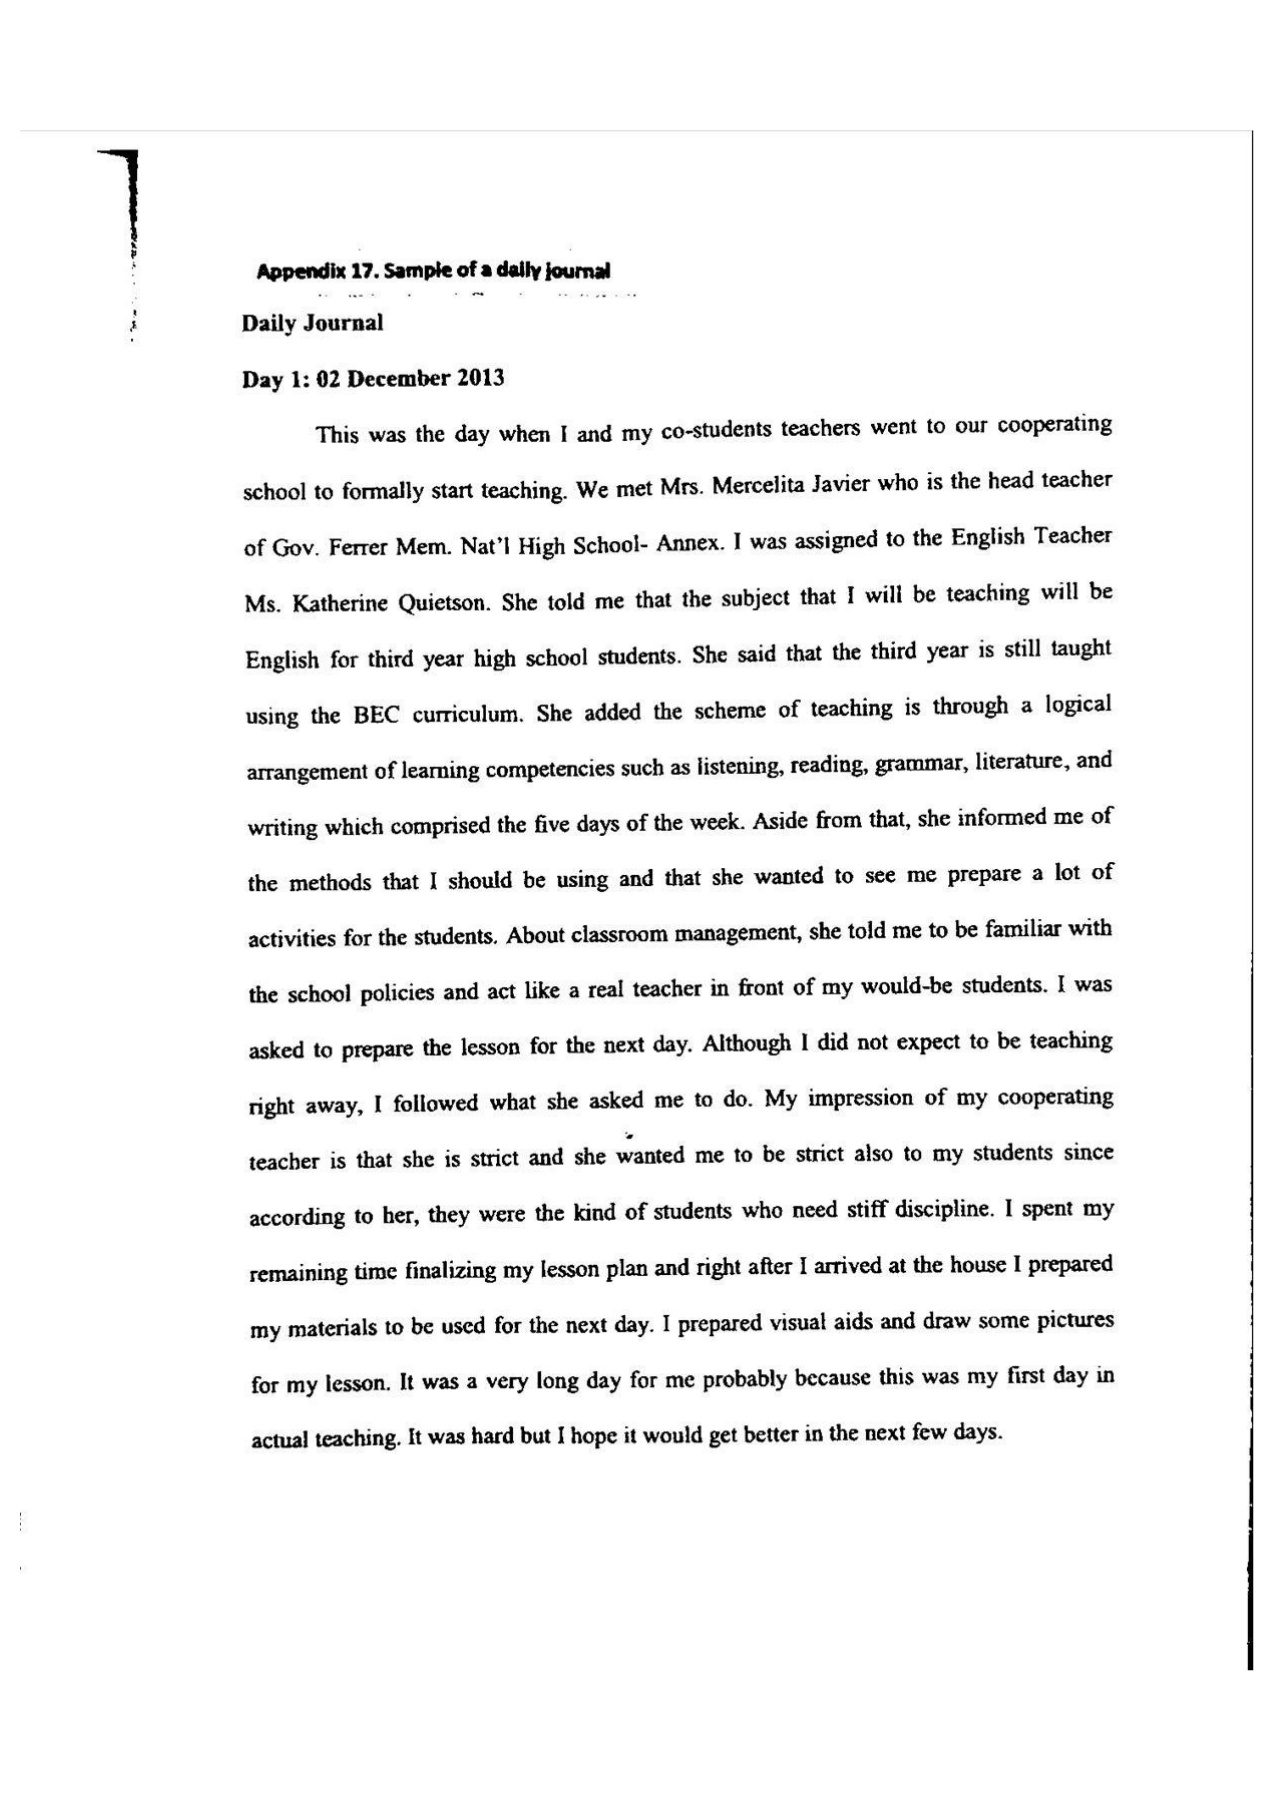 Appendix 17. Sample of a daily journal
Daily Journal
Day 1: 02 December 2013
This was the day when I and my co-students teachers went to our cooperating
school to formally start teaching. We met Mrs. Mercelita Javier who is the head teacher
of Gov. Ferrer Mem. Nat'l High School- Annex. I was assigned to the English Teacher
Ms. Katherine Quietson. She told me that the subject that I will be teaching will be
English for third year high school students. She said that the third year is still taught
using the BEC curriculum. She added the scheme of teaching is through a logical
arrangement of learning competencies such as listening, reading, grammar, literature, and
writing which comprised the five days of the week. Aside from that, she informed me of
the methods that I should be using and that she wanted to see me prepare a lot of
activities for the students. About classroom management, she told me to be familiar with
the school policies and act like a real teacher in front of my would-be students. I was
asked to prepare the lesson for the next day. Although I did not expect to be teaching
right away, I followed what she asked me to do. My impression of my cooperating
teacher is that she is strict and she wanted me to be strict also to my students since
according to her, they were the kind of students who need stiff discipline. I spent my
remaining time finalizing my lesson plan and right after I arrived at the house I prepared
my materials to be used for the next day. I prepared visual aids and draw some pictures
for my lesson. It was a very long day for me probably because this was my first day in
actual teaching. It was hard but I hope it would get better in the next few days.